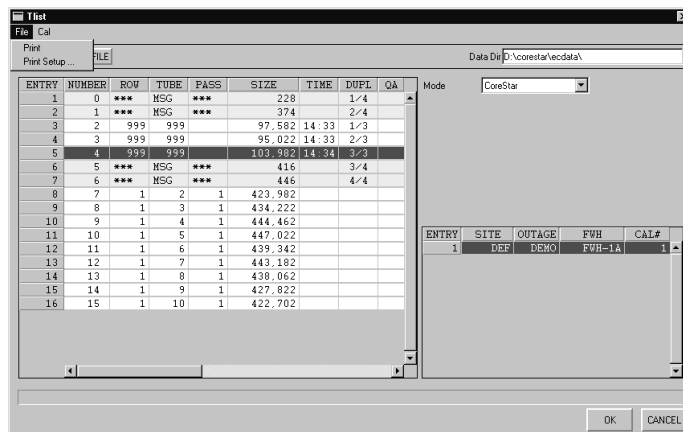 Tlist
File Cal
Print
Print Setup ...
FILE
Data Dir D:\corestar\ecdata\
ENTRY NUMBER ROW TUBE PASS SIZE TIME DUPL QA
1 0 *** MSG *** 228 1/4
2 1 *** MSG *** 374 2/4
3 2 999 999 97,582 14:33 1/3
4 3 999 999 95,022 14:33 2/3
5 4 999 999 103,982 14:34 3/3
6 5 *** MSG *** 416 3/4
7 6 *** MSG *** 446 4/4
8 7 1 2 1 423,982
9 8 1 3 1 434,222
10 9 1 4 1 444,462
11 10 1 5 1 447,022
12 11 1 6 1 439,342
13 12 1 7 1 443,182
14 13 1 8 1 438,062
15 14 1 9 1 427,822
16 15 1 10 1 422,702
Mode CoreStar
ENTRY SITE OUTAGE FWH CAL#
1 DEF DEMO FWH-1A 1
OK CANCEL